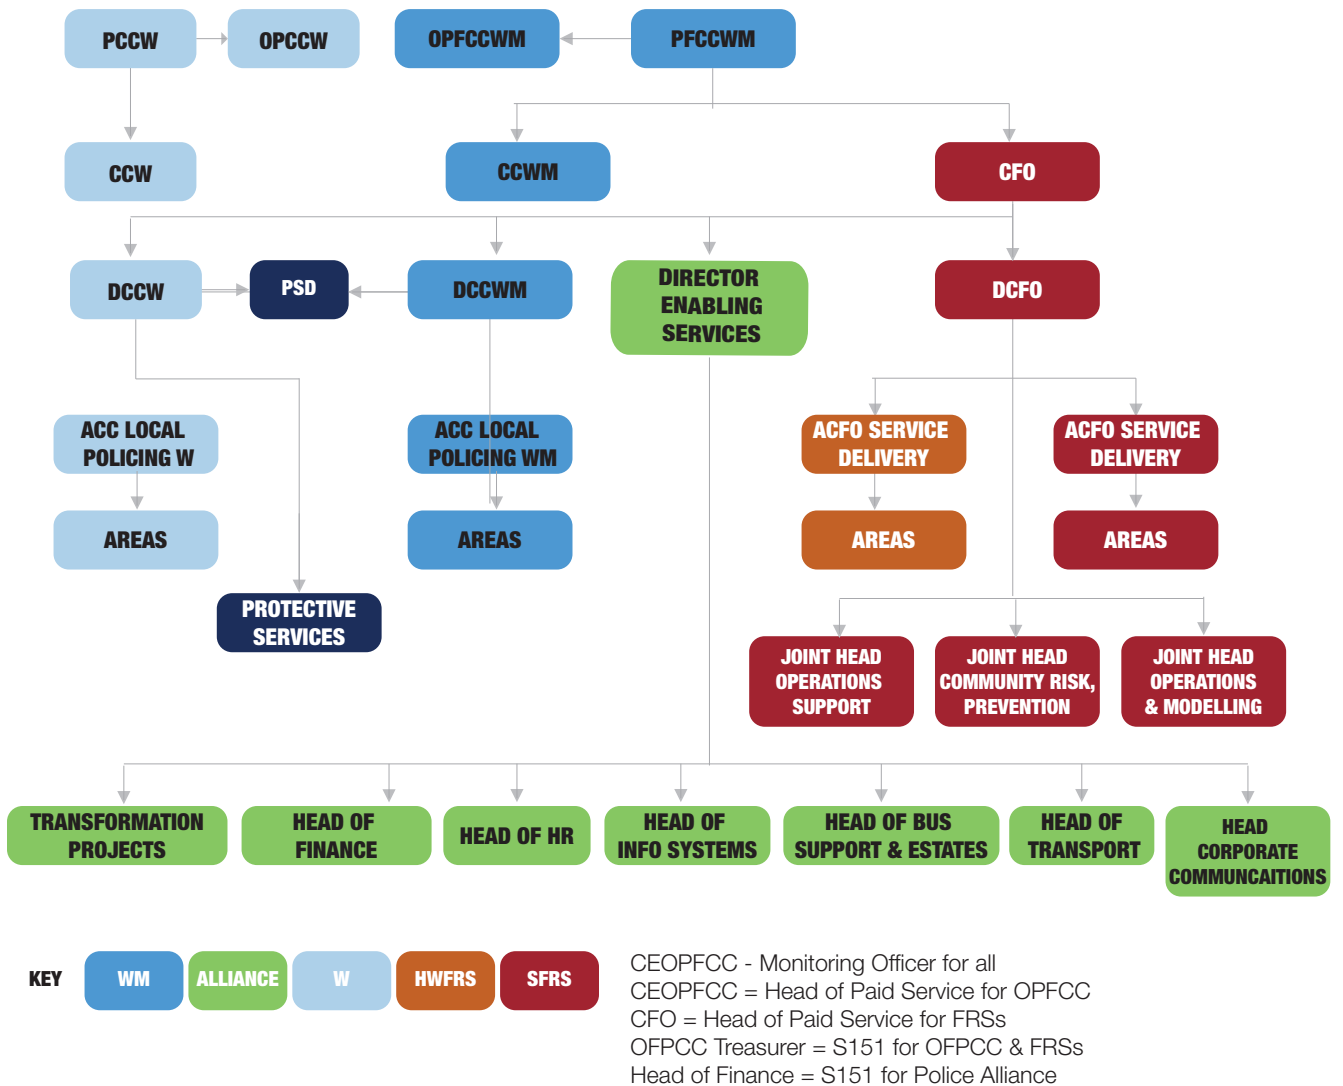 PCCW
OPCCW
OPFCCWM
PFCCWM
CCW
CCWM
CFO
DCCW
PSD
DCCWM
DIRECTOR
ENABLING
SERVICES
DCFO
ACC LOCAL
POLICING W
ACC LOCAL
POLICING WM
ACFO SERVICE
DELIVERY
ACFO SERVICE
DELIVERY
AREAS
AREAS
AREAS
AREAS
PROTECTIVE
SERVICES
JOINT HEAD
OPERATIONS
SUPPORT
JOINT HEAD
COMMUNITY RISK,
PREVENTION
JOINT HEAD
OPERATIONS
& MODELLING
TRANSFORMATION
PROJECTS
HEAD OF
FINANCE
HEAD OF HR
HEAD OF
INFO SYSTEMS
HEAD OF BUS
SUPPORT & ESTATES
HEAD OF
TRANSPORT
HEAD
CORPORATE
COMMUNCAITIONS
KEY
WM
ALLIANCE
W
HWFRS
SFRS
CEOPFCC - Monitoring Officer for all
CEOPFCC = Head of Paid Service for OPFCC
CFO = Head of Paid Service for FRSs
OFPCC Treasurer = S151 for OFPCC & FRSs
Head of Finance = S151 for Police Alliance